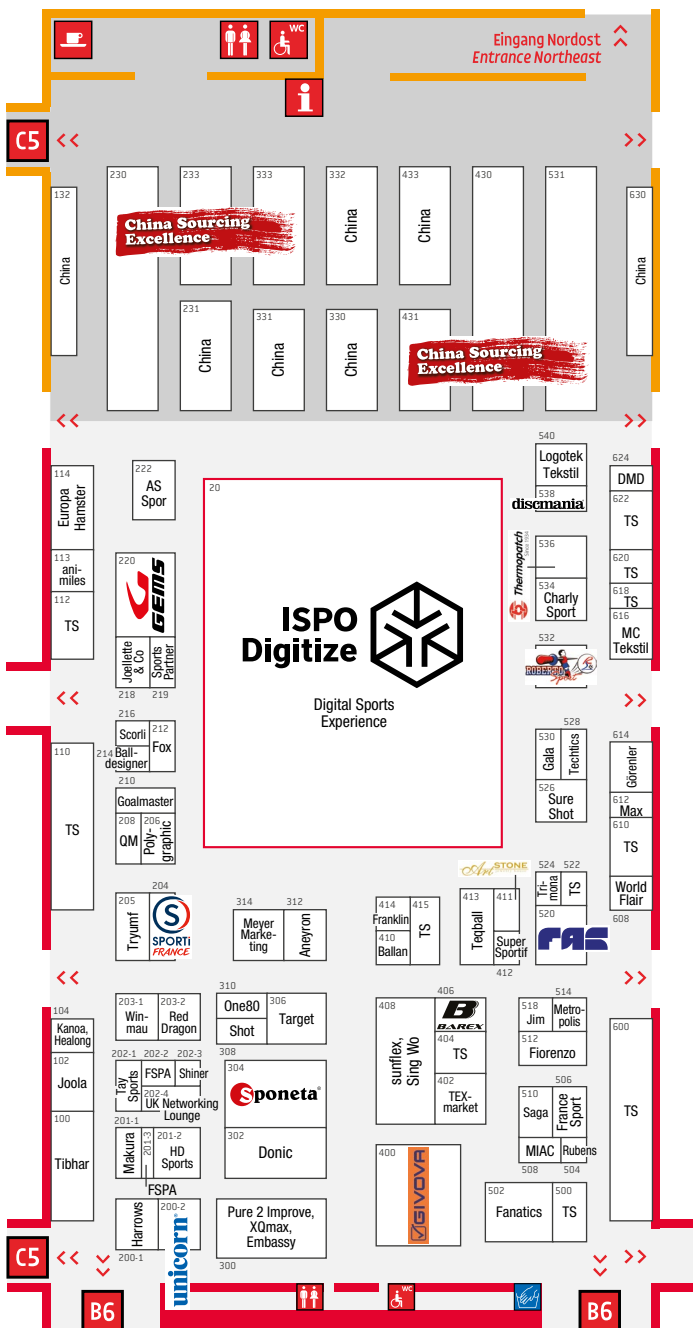 WC
Eingang Nordost
Entrance Northeast
i
C5
132
China
230
233
333
332
China
433
China
430
531
630
China
China Sourcing
Excellence
231
China
331
China
330
China
431
China Sourcing
Excellence
114
Europa
Hamster
113
ani-
miles
112
TS
222
AS
Spor
20
ISPO
Digitize
Digital Sports
Experience
540
Logotek
Tekstil
538
discmania
536
Thermopatch
Since 1934
534
Charly
Sport
532
ROBERTO
Sport
624
DMD
622
TS
620
TS
618
TS
616
MC
Tekstil
220
GEMS
Joellette
& Co
218
Sports
Partner
219
216
Scorli
214
Ball-
designer
212
Fox
210
Goalmaster
208
QM
206
Poly-
graphic
110
TS
530
Gala
528
Techtics
526
Sure
Shot
614
Görenler
612
Max
610
TS
World
Flair
608
205
Tryumf
204
S
SPORTi
FRANCE
314
Meyer
Marke-
ting
312
Aneyron
414
Franklin
410
Ballan
415
TS
Art STONE
413
Teqball
411
Super
Sportif
412
524
Tri-
mona
522
TS
520
FAS
104
Kanoa,
Healong
102
Joola
100
Tibhar
203-1
Win-
mau
203-2
Red
Dragon
310
One80
Shot
308
306
Target
202-1
Tay
Sports
202-2
FSPA
202-3
Shiner
202-4
UK Networking
Lounge
304
Sponeta
302
Donic
201-1
Makura
201-3
FSPA
201-2
HD
Sports
Harrows
200-1
200-2
unicorn
Pure 2 Improve,
XQmax,
Embassy
300
408
sunflex,
Sing Wo
406
B
BAREX
404
TS
402
TEX-
market
400
GIVOVA
518
Jim
514
Metro-
polis
512
Fiorenzo
510
Saga
506
France
Sport
MIAC
508
Rubens
504
502
Fanatics
500
TS
600
TS
C5
B6
WC
B6